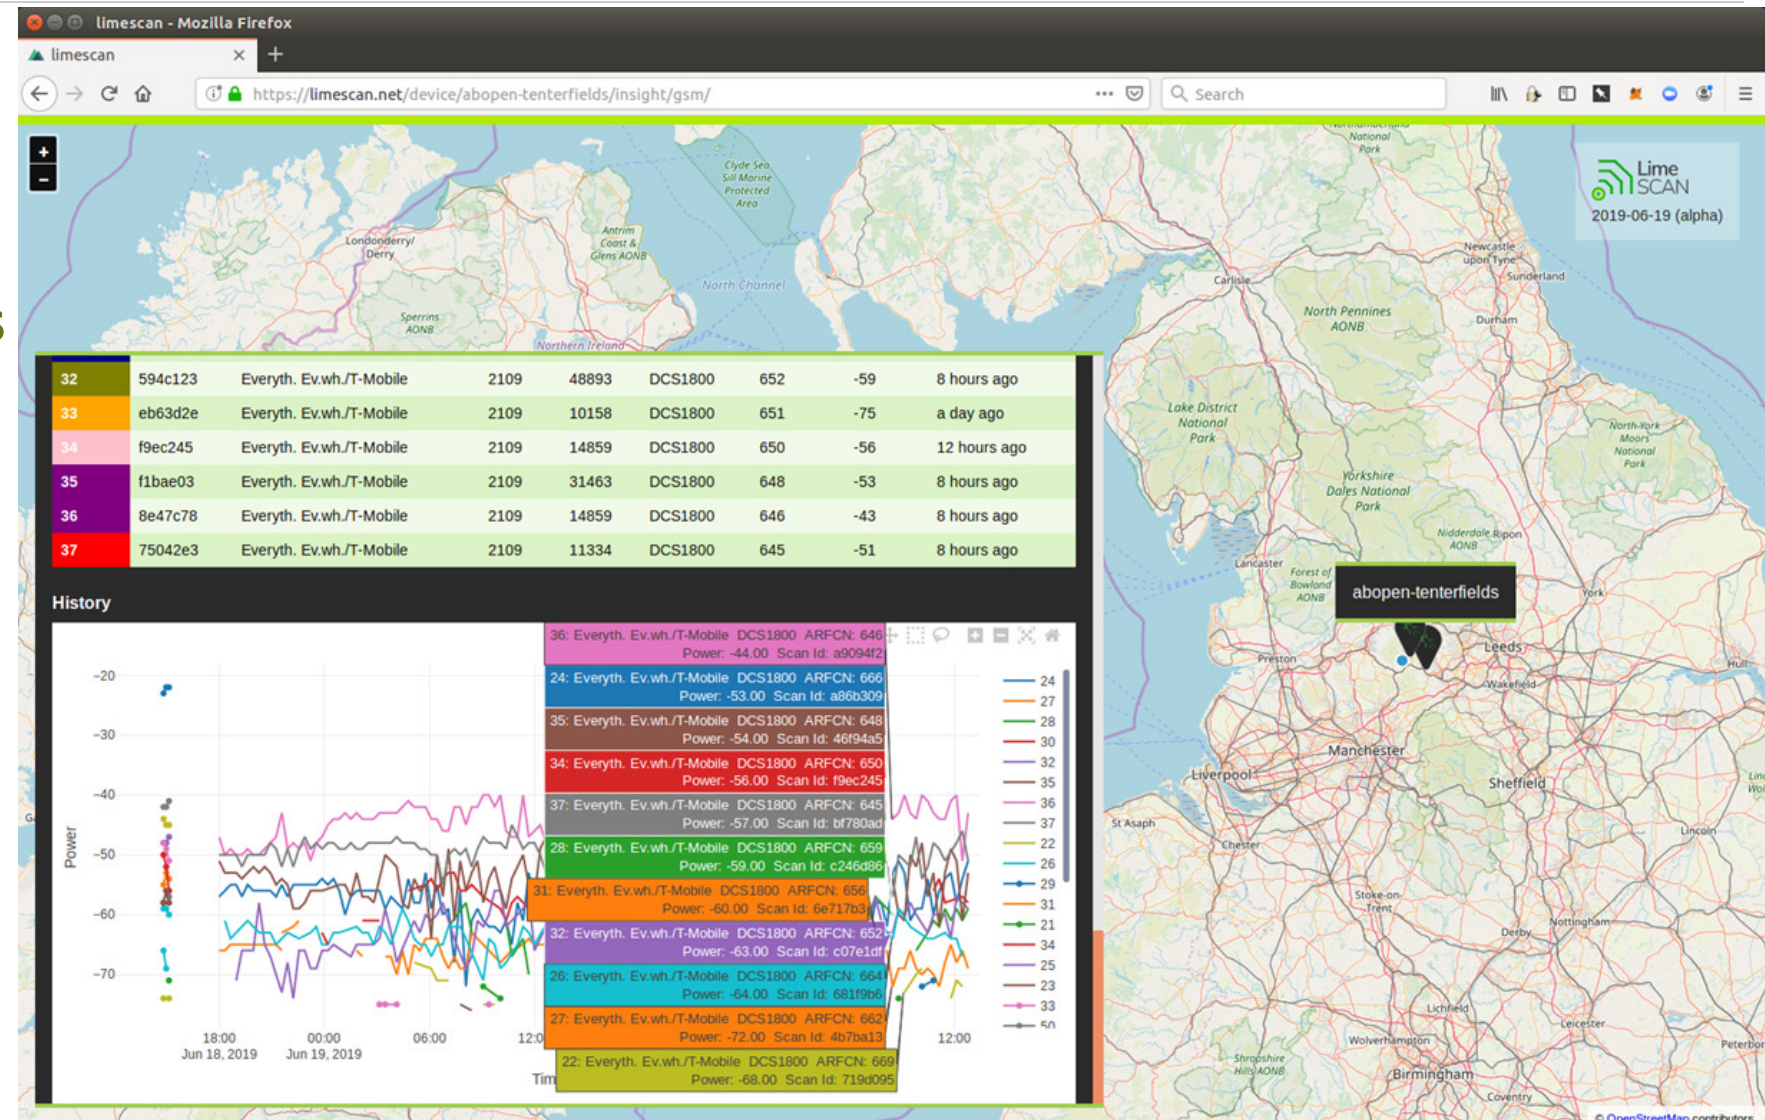 limescan - Mozilla Firefox
limescan
https://limescan.net/device/abopen-tenterfields/insight/gsm/
Search
+
-
Lime
SCAN
2019-06-19 (alpha)
National
Park
Clyde Sea
Sill Marine
Protected
Area
Antrim
Coast &
Glens AONB
Londonderry/
Derry
North Channel
Sperrins
AONB
Northern Ireland
Newcastle
upon Tyne
Sunderland
Carlisle
North Pennines
AONB
Durham
Lake District
National
Park
North York
Moors
National
Park
Yorkshire
Dales National
Park
Nidderdale
AONB
Ripon
Lancaster
Forest of
Bowland
AONB
York
abopen-tenterfields
Preston
Leeds
Hull
Wakefield
Manchester
Liverpool
Sheffield
St Asaph
Lincoln
Chester
Stoke-on-
Trent
Nottingham
Derby
Lichfield
Leicester
Wolverhampton
Shropshire
Hills AONB
Birmingham
Coventry
© OpenStreetMap contributors
32 594c123 Everyth. Ev.wh./T-Mobile 2109 48893 DCS1800 652 -59 8 hours ago
33 eb63d2e Everyth. Ev.wh./T-Mobile 2109 10158 DCS1800 651 -75 a day ago
34 f9ec245 Everyth. Ev.wh./T-Mobile 2109 14859 DCS1800 650 -56 12 hours ago
35 f1bae03 Everyth. Ev.wh./T-Mobile 2109 31463 DCS1800 648 -53 8 hours ago
36 8e47c78 Everyth. Ev.wh./T-Mobile 2109 14859 DCS1800 646 -43 8 hours ago
37 75042e3 Everyth. Ev.wh./T-Mobile 2109 11334 DCS1800 645 -51 8 hours ago
History
36: Everyth. Ev.wh./T-Mobile DCS1800 ARFCN: 646
Power: -44.00 Scan Id: a9094f2
24: Everyth. Ev.wh./T-Mobile DCS1800 ARFCN: 666
Power: -53.00 Scan Id: a86b309
35: Everyth. Ev.wh./T-Mobile DCS1800 ARFCN: 648
Power: -54.00 Scan Id: 46f94a5
34: Everyth. Ev.wh./T-Mobile DCS1800 ARFCN: 650
Power: -56.00 Scan Id: f9ec245
37: Everyth. Ev.wh./T-Mobile DCS1800 ARFCN: 645
Power: -57.00 Scan Id: bf780ad
28: Everyth. Ev.wh./T-Mobile DCS1800 ARFCN: 659
Power: -59.00 Scan Id: c246d86
31: Everyth. Ev.wh./T-Mobile DCS1800 ARFCN: 656
Power: -60.00 Scan Id: 6e717b3
32: Everyth. Ev.wh./T-Mobile DCS1800 ARFCN: 652
Power: -63.00 Scan Id: c07e1df
26: Everyth. Ev.wh./T-Mobile DCS1800 ARFCN: 664
Power: -64.00 Scan Id: 681f9b6
27: Everyth. Ev.wh./T-Mobile DCS1800 ARFCN: 662
Power: -72.00 Scan Id: 4b7ba13
22: Everyth. Ev.wh./T-Mobile DCS1800 ARFCN: 669
Power: -68.00 Scan Id: 719d095
Power
−20
−30
−40
−50
−60
−70
18:00
Jun 18, 2019
00:00
Jun 19, 2019
06:00
12:0
12:00
Tim
24
27
28
30
32
35
36
37
22
26
29
31
21
34
25
23
33
50